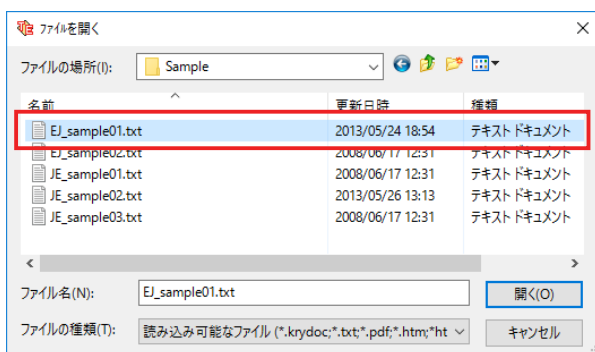 ファイルを開く
ファイルの場所(I): Sample
名前 更新日時 種類
EJ_sample01.txt 2013/05/24 18:54 テキスト ドキュメント
EJ_sample02.txt 2008/06/17 12:31 テキスト ドキュメント
JE_sample01.txt 2008/06/17 12:31 テキスト ドキュメント
JE_sample02.txt 2013/05/26 13:13 テキスト ドキュメント
JE_sample03.txt 2008/06/17 12:31 テキスト ドキュメント
ファイル名(N): EJ_sample01.txt 開く(O)
ファイルの種類(T): 読み込み可能なファイル (*.krydoc;*.txt;*.pdf;*.htm;*ht キャンセル